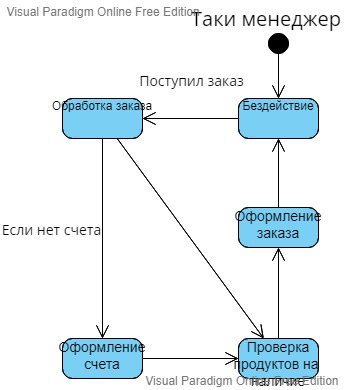 Visual Paradigm Online Free Edition
Таки менеджер
Поступил заказ
Обработка заказа
Бездействие
Оформление
заказа
Если нет счета
Оформление
счета
Проверка
продуктов на
наличие
Visual Paradigm Online Free Edition